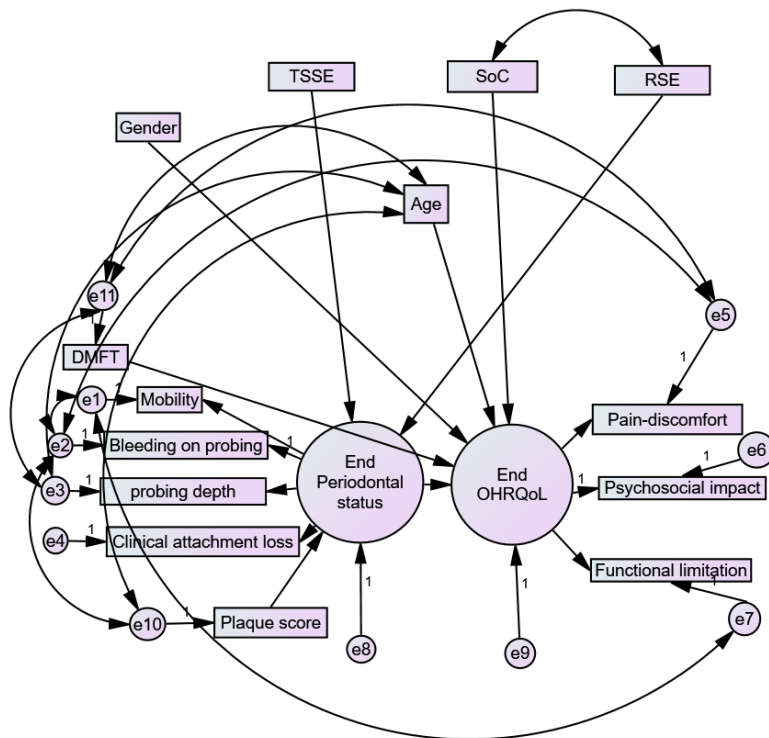 TSSE
SoC
RSE
Gender
Age
e11
1
e5
DMFT
1
e1
1
Mobility
Pain-discomfort
e2
1
Bleeding on probing
1
End
Periodontal
status
End
OHRQoL
e6
1
e3
1
probing depth
1
Psychosocial impact
e4
1
Clinical attachment loss
Functional limitation
1
1
1
e10
1
Plaque score
e7
e8
e9